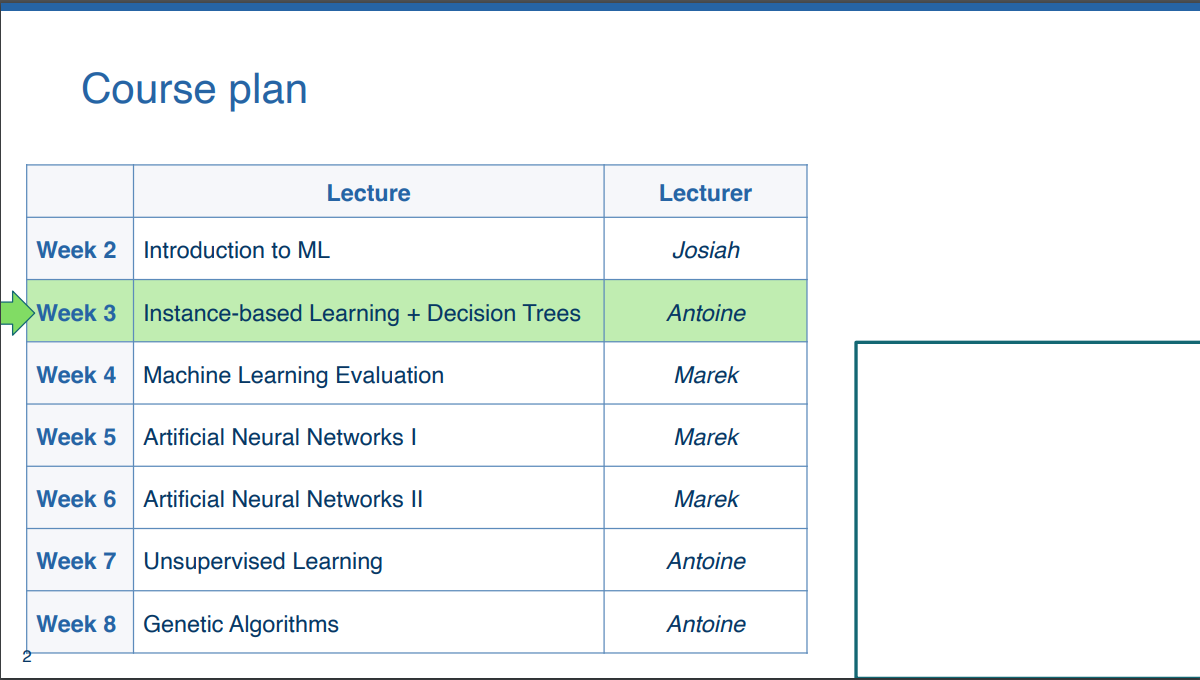 Course plan
Lecture Lecturer
Week 2 Introduction to ML Josiah
Week 3 Instance-based Learning + Decision Trees Antoine
Week 4 Machine Learning Evaluation Marek
Week 5 Artificial Neural Networks I Marek
Week 6 Artificial Neural Networks II Marek
Week 7 Unsupervised Learning Antoine
Week 8 Genetic Algorithms Antoine
2